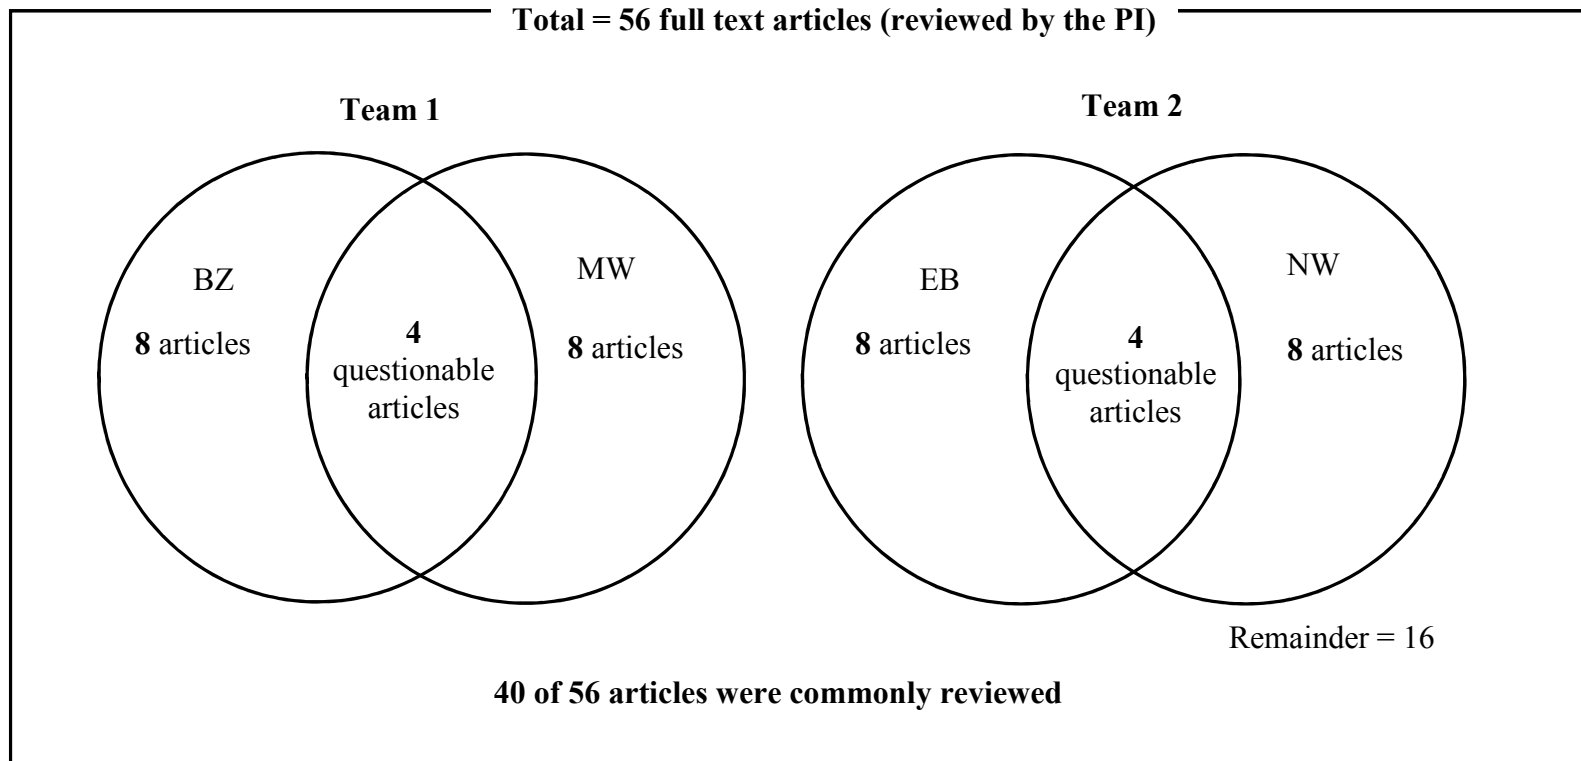 Total = 56 full text articles (reviewed by the PI)
Team 1
Team 2
BZ
8 articles
4
questionable
articles
MW
8 articles
EB
8 articles
4
questionable
articles
NW
8 articles
Remainder = 16
40 of 56 articles were commonly reviewed